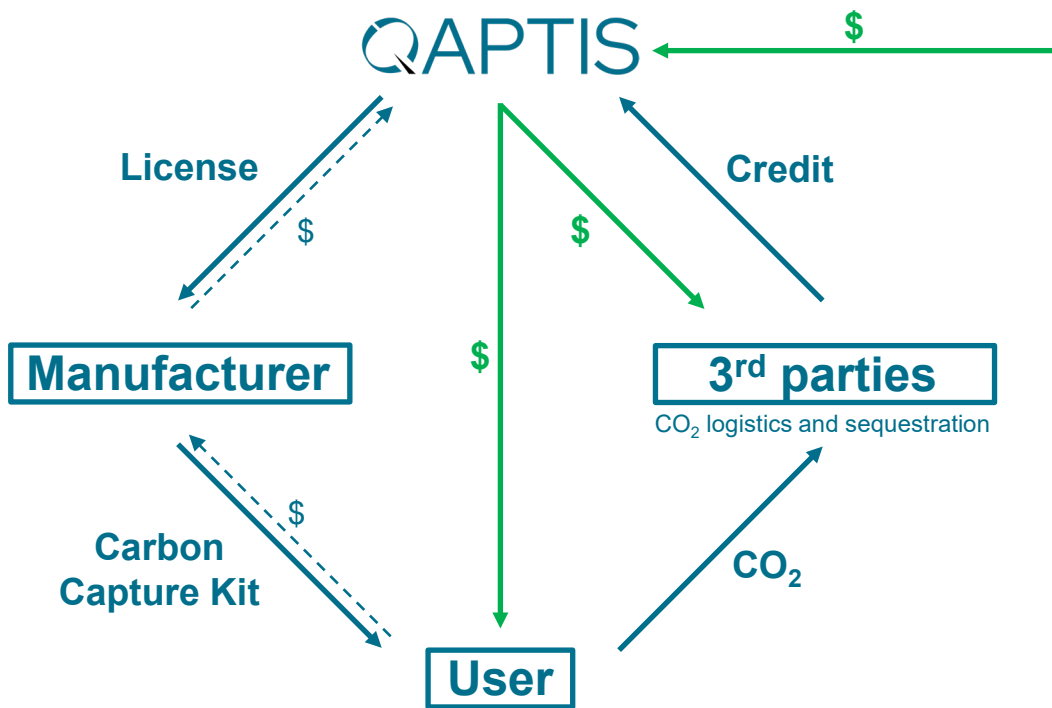 $
QAPTIS
License
Credit
$
$
$
Manufacturer
3rd parties
CO2 logistics and sequestration
$
Carbon
Capture Kit
CO2
User